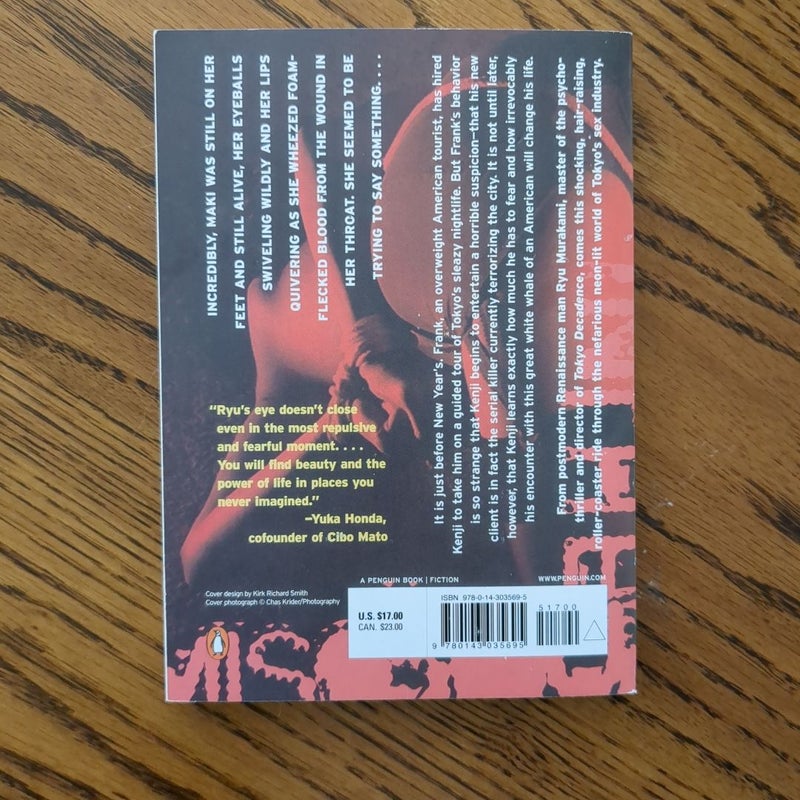 INCREDIBLY, MAKI WAS STILL ON HER
FEET AND STILL ALIVE, HER EYEBALLS
SWIVELING WILDLY AND HER LIPS
QUIVERING AS SHE WHEEZED FOAM-
FLECKED BLOOD FROM THE WOUND IN
HER THROAT. SHE SEEMED TO BE
TRYING TO SAY SOMETHING....
It is just before New Year's. Frank, an overweight American tourist, has hired
Kenji to take him on a guided tour of Tokyo's sleazy nightlife. But Frank's behavior
is so strange that Kenji begins to entertain a horrible suspicion—that his new
client is in fact the serial killer currently terrorizing the city. It is not until later,
however, that Kenji learns exactly how much he has to fear and how irrevocably
his encounter with this great white whale of an American will change his life.
From postmodern Renaissance man Ryu Murakami, master of the psycho-
thriller and director of Tokyo Decadence, comes this shocking, hair-raising,
roller-coaster ride through the nefarious neon-lit world of Tokyo's sex industry.
"Ryu's eye doesn't close
even in the most repulsive
and fearful moment....
You will find beauty and the
power of life in places you
never imagined."
—Yuka Honda,
cofounder of Cibo Matto
Cover design by Kirk Richard Smith
Cover photograph © Chas Krider/Photography
A PENGUIN BOOK | FICTION
WWW.PENGUIN.COM
U.S. $17.00
CAN. $23.00
ISBN 978-0-14-303569-5
51700
9 780143 035695